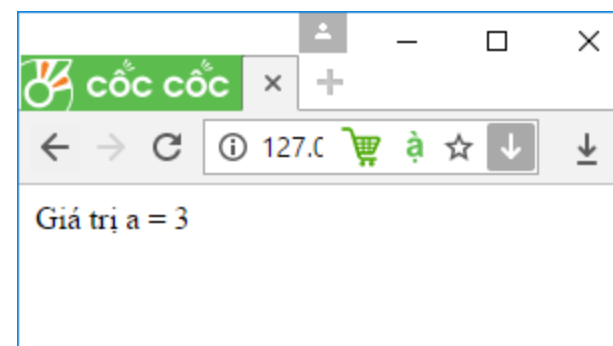 cốc cốc
127.0
ạ
Giá trị a = 3